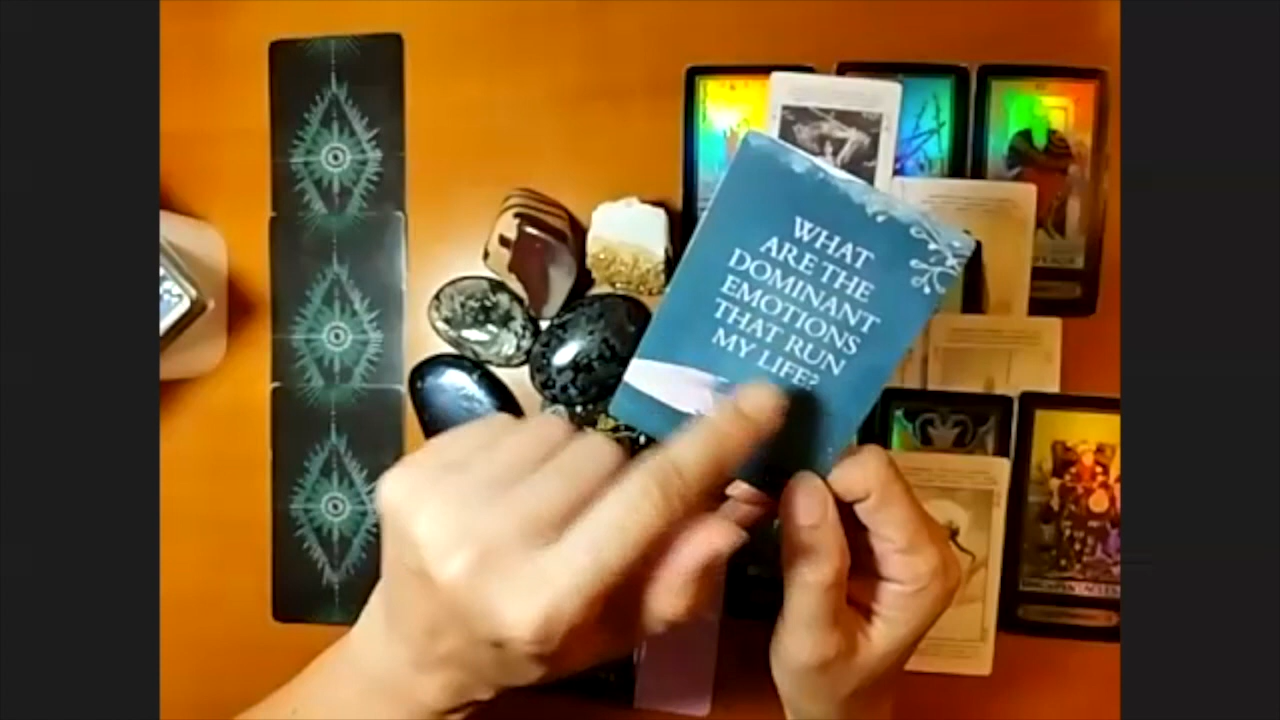 WHAT
ARE THE
DOMINANT
EMOTIONS
THAT RUN
MY LIFE?